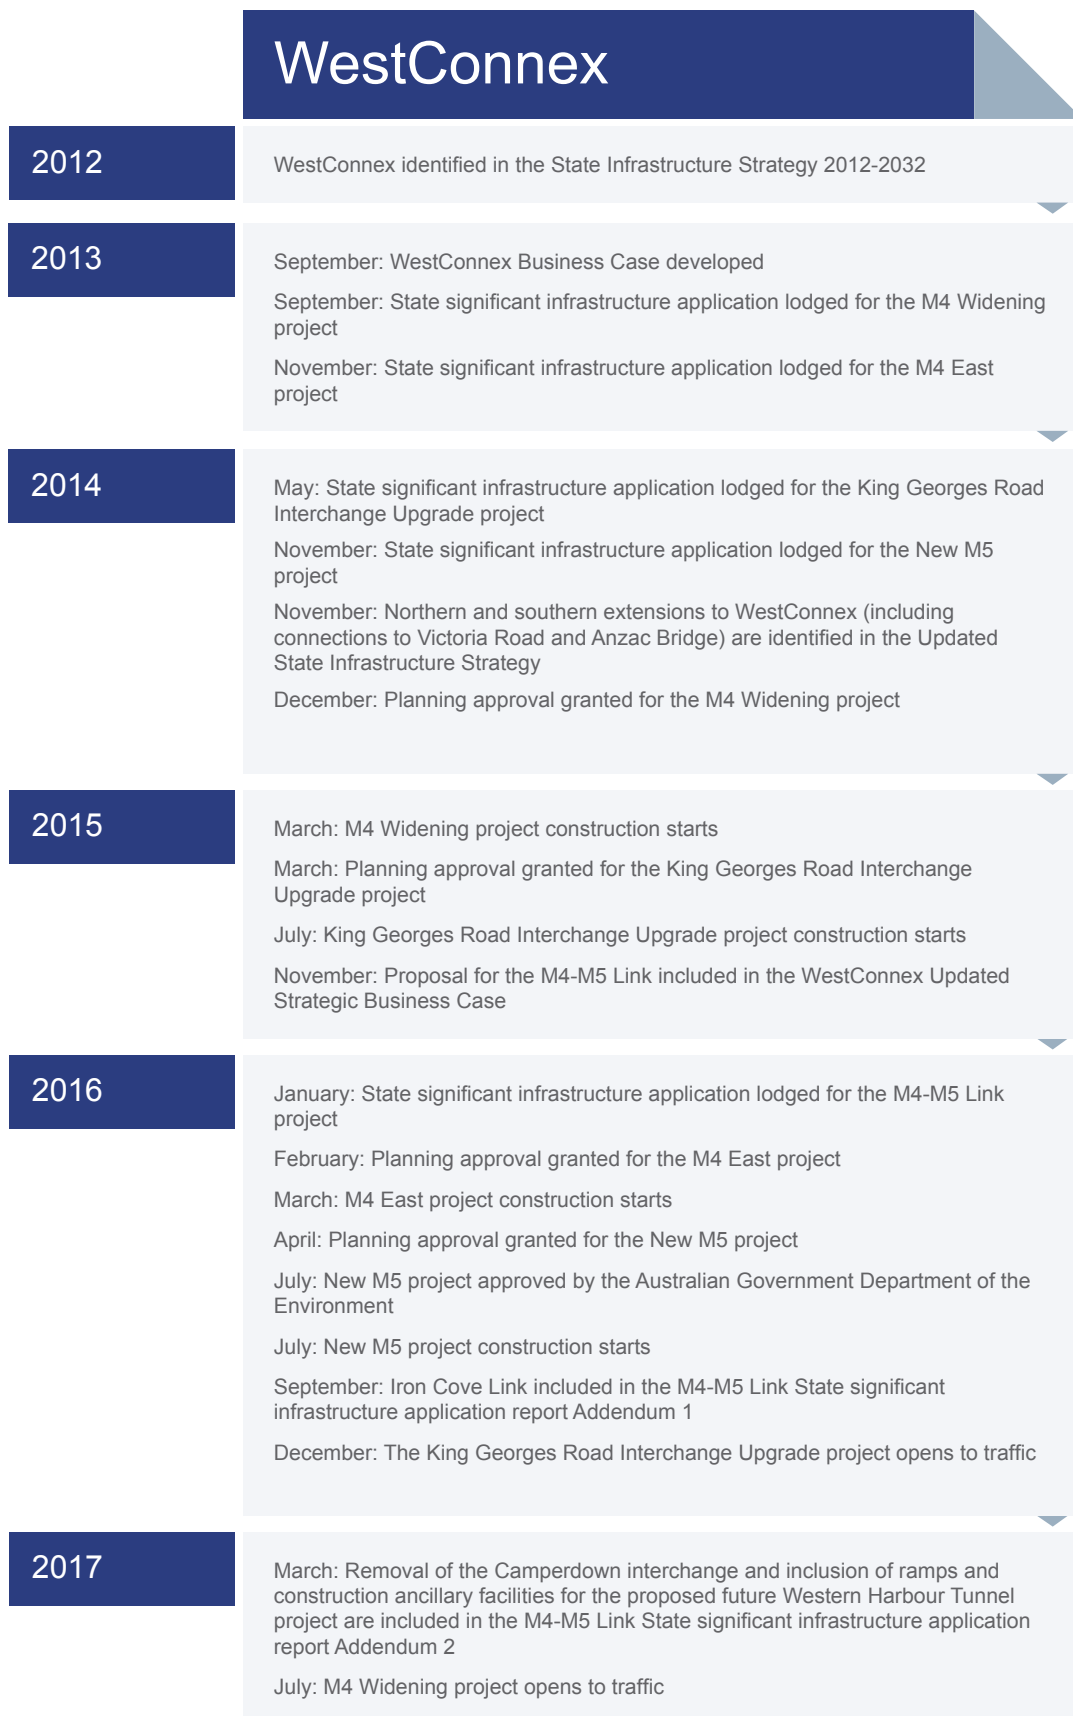 WestConnex
2012
WestConnex identified in the State Infrastructure Strategy 2012-2032
2013
September: WestConnex Business Case developed
September: State significant infrastructure application lodged for the M4 Widening
project
November: State significant infrastructure application lodged for the M4 East
project
2014
May: State significant infrastructure application lodged for the King Georges Road
Interchange Upgrade project
November: State significant infrastructure application lodged for the New M5
project
November: Northern and southern extensions to WestConnex (including
connections to Victoria Road and Anzac Bridge) are identified in the Updated
State Infrastructure Strategy
December: Planning approval granted for the M4 Widening project
2015
March: M4 Widening project construction starts
March: Planning approval granted for the King Georges Road Interchange
Upgrade project
July: King Georges Road Interchange Upgrade project construction starts
November: Proposal for the M4-M5 Link included in the WestConnex Updated
Strategic Business Case
2016
January: State significant infrastructure application lodged for the M4-M5 Link
project
February: Planning approval granted for the M4 East project
March: M4 East project construction starts
April: Planning approval granted for the New M5 project
July: New M5 project approved by the Australian Government Department of the
Environment
July: New M5 project construction starts
September: Iron Cove Link included in the M4-M5 Link State significant
infrastructure application report Addendum 1
December: The King Georges Road Interchange Upgrade project opens to traffic
2017
March: Removal of the Camperdown interchange and inclusion of ramps and
construction ancillary facilities for the proposed future Western Harbour Tunnel
project are included in the M4-M5 Link State significant infrastructure application
report Addendum 2
July: M4 Widening project opens to traffic